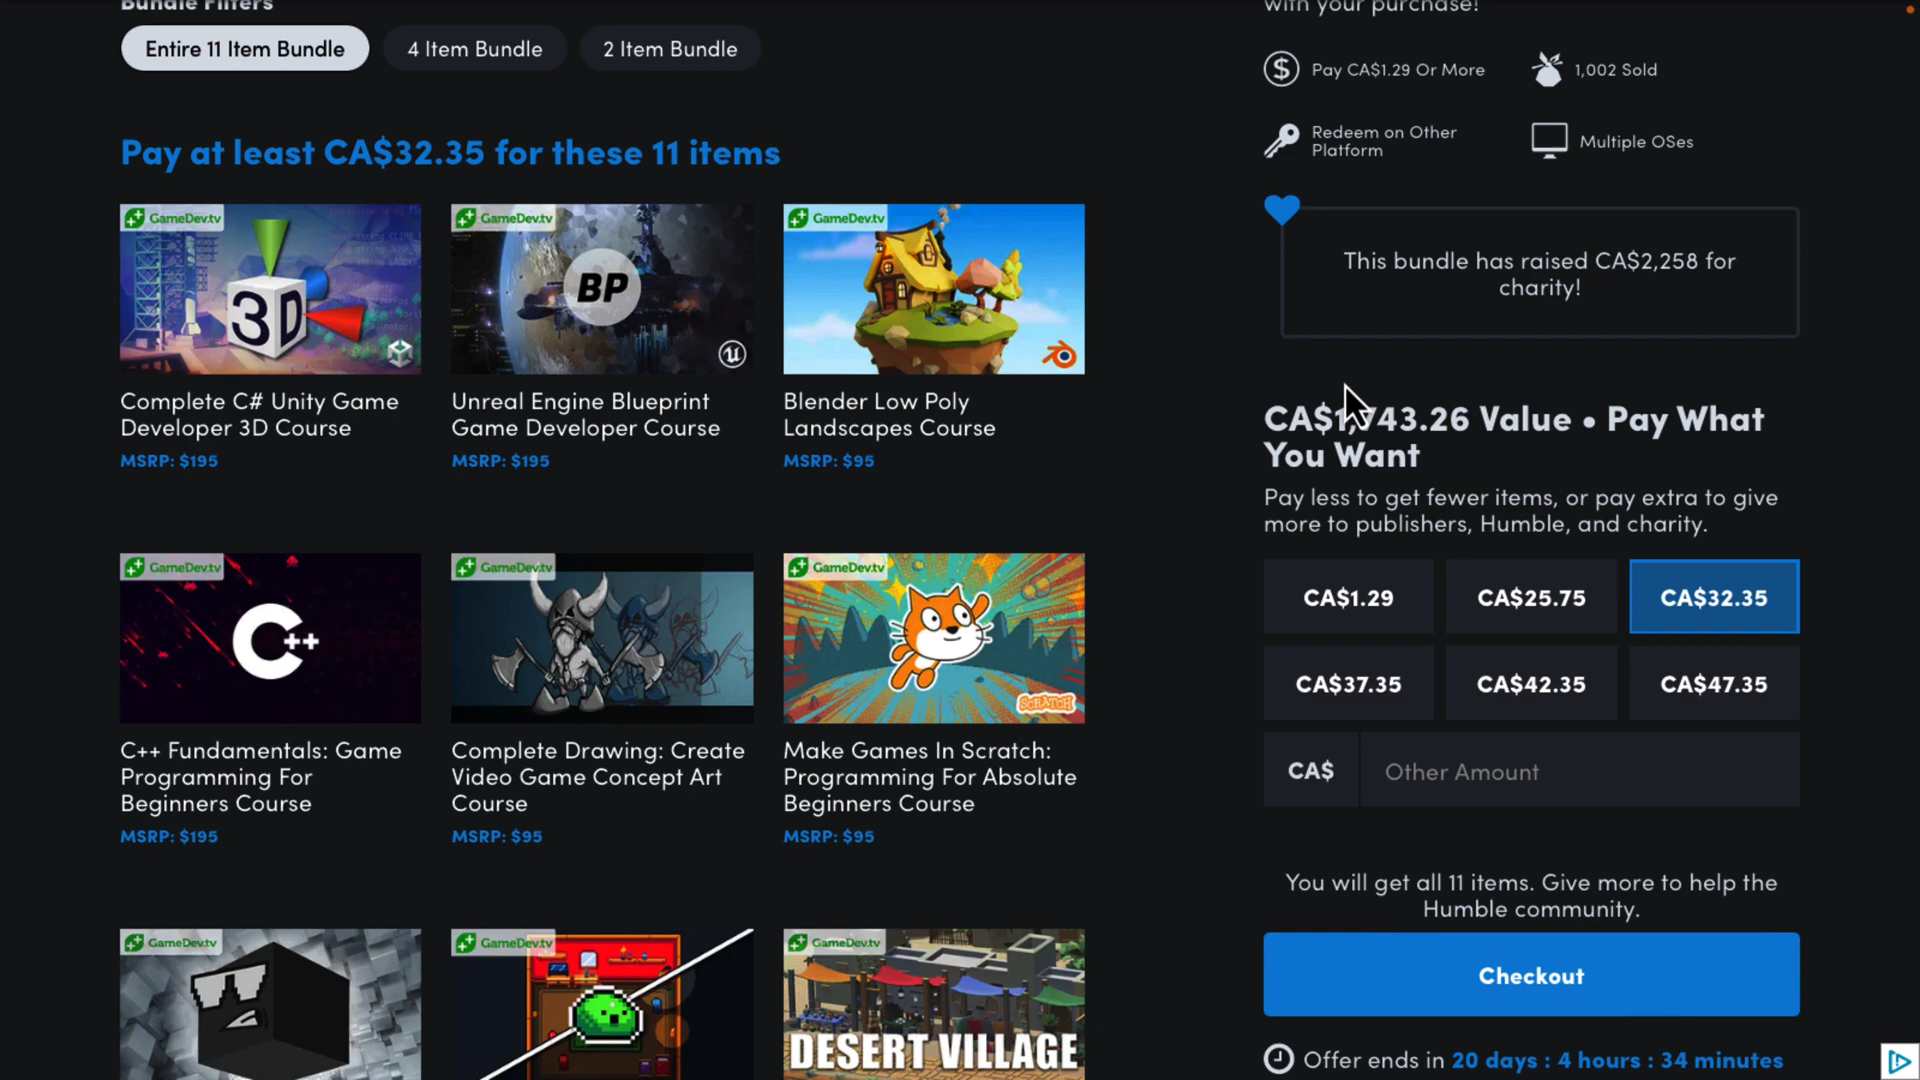 Bundle Filters
Entire 11 Item Bundle
4 Item Bundle
2 Item Bundle
Pay at least CA$32.35 for these 11 items
GameDev.tv
3D
Complete C# Unity Game
Developer 3D Course
MSRP: $195
GameDev.tv
BP
Unreal Engine Blueprint
Game Developer Course
MSRP: $195
GameDev.tv
Blender Low Poly
Landscapes Course
MSRP: $95
GameDev.tv
C++
C++ Fundamentals: Game
Programming For
Beginners Course
MSRP: $195
GameDev.tv
Complete Drawing: Create
Video Game Concept Art
Course
MSRP: $95
GameDev.tv
SCRATCH
Make Games In Scratch:
Programming For Absolute
Beginners Course
MSRP: $95
GameDev.tv
GameDev.tv
GameDev.tv
DESERT VILLAGE
with your purchase!
Pay CA$1.29 Or More
1,002 Sold
Redeem on Other
Platform
Multiple OSes
This bundle has raised CA$2,258 for
charity!
CA$1,743.26 Value • Pay What
You Want
Pay less to get fewer items, or pay extra to give
more to publishers, Humble, and charity.
CA$1.29
CA$25.75
CA$32.35
CA$37.35
CA$42.35
CA$47.35
CA$
Other Amount
You will get all 11 items. Give more to help the
Humble community.
Checkout
Offer ends in 20 days : 4 hours : 34 minutes